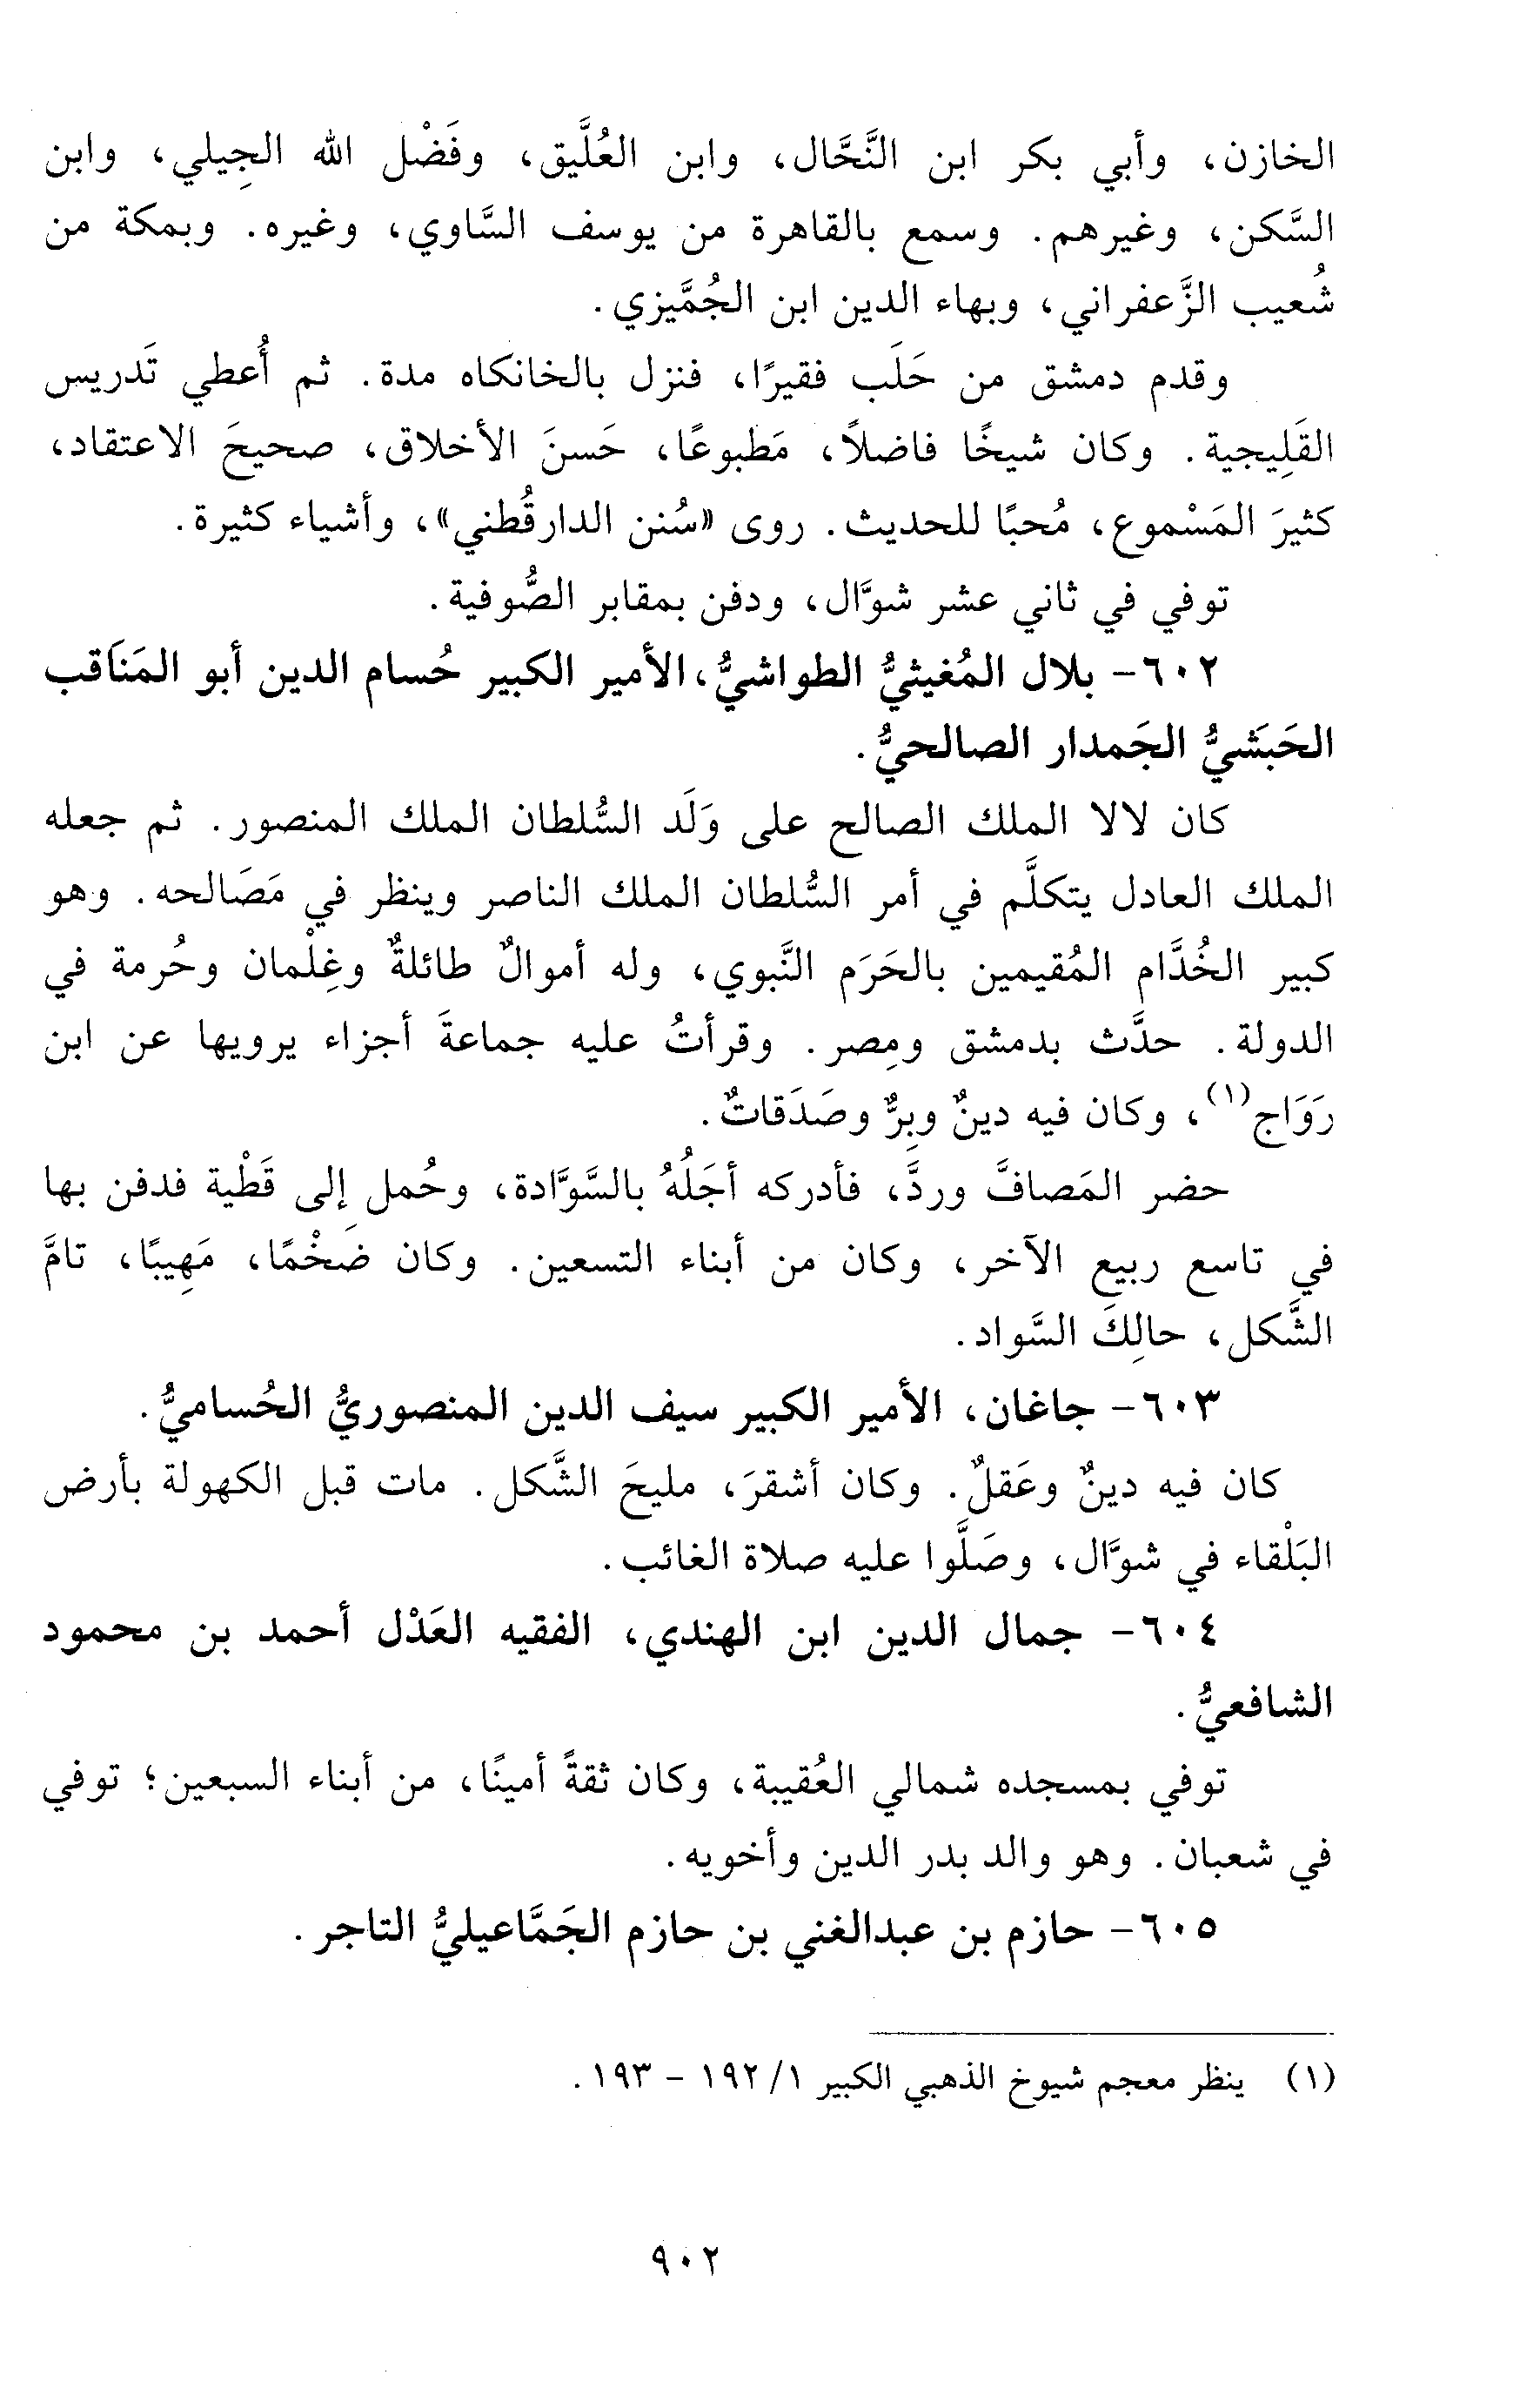 الخازن، وأبي بكر ابن النَّحَّال، وابن العُلَّيق، وفَضْل الله الجِيلي، وابن
السَّكن، وغيرهم. وسمع بالقاهرة من يوسف السَّاوي، وغيره. وبمكة من
شُعيب الزَّعفراني، وبهاء الدين ابن الجُمَّيزي.
وقدم دمشق من حَلَب فقيرًا، فنزل بالخانكاه مدة. ثم أُعطي تَدريس
القَلِيجية. وكان شيخًا فاضلاً، مَطبوعًا، حَسنَ الأخلاق، صحيحَ الاعتقاد،
كثيرَ المَسْموع، مُحبًا للحديث. روى «سُنن الدارقُطني»، وأشياء كثيرة.
توفي في ثاني عشر شوَّال، ودفن بمقابر الصُّوفية.
٦٠٢- بلال المُغيثيُّ الطواشيُّ، الأمير الكبير حُسام الدين أبو المَنَاقب
الحَبَشيُّ الجَمدار الصالحيُّ.
كان لالا الملك الصالح على وَلَد السُّلطان الملك المنصور. ثم جعله
الملك العادل يتكلَّم في أمر السُّلطان الملك الناصر وينظر في مَصَالحه. وهو
كبير الخُدَّام المُقيمين بالحَرَم النَّبوي، وله أموالٌ طائلةٌ وغِلْمان وحُرمة في
الدولة. حدَّث بدمشق ومِصر. وقرأتُ عليه جماعةَ أجزاء يرويها عن ابن
رَوَاج(١)، وكان فيه دينٌ وبِرٌّ وصَدَقاتٌ.
حضر المَصافَّ وردَّ، فأدركه أجَلُهُ بالسَّوَّادة، وحُمل إلى قَطْية فدفن بها
في تاسع ربيع الآخر، وكان من أبناء التسعين. وكان ضَخْمًا، مَهِيبًا، تامَّ
الشَّكل، حالِكَ السَّواد.
٦٠٣- جاغان، الأمير الكبير سيف الدين المنصوريُّ الحُساميُّ.
كان فيه دينٌ وعَقلٌ. وكان أشقرَ، مليحَ الشَّكل. مات قبل الكهولة بأرض
البَلْقاء في شوَّال، وصَلَّوا عليه صلاة الغائب.
٦٠٤- جمال الدين ابن الهندي، الفقيه العَدْل أحمد بن محمود
الشافعيُّ.
توفي بمسجده شمالي العُقيبة، وكان ثقةً أمينًا، من أبناء السبعين؛ توفي
في شعبان. وهو والد بدر الدين وأخويه.
٦٠٥- حازم بن عبدالغني بن حازم الجَمَّاعيليُّ التاجر.
(١) ينظر معجم شيوخ الذهبي الكبير ١/ ١٩٢ - ١٩٣.
٩٠٢